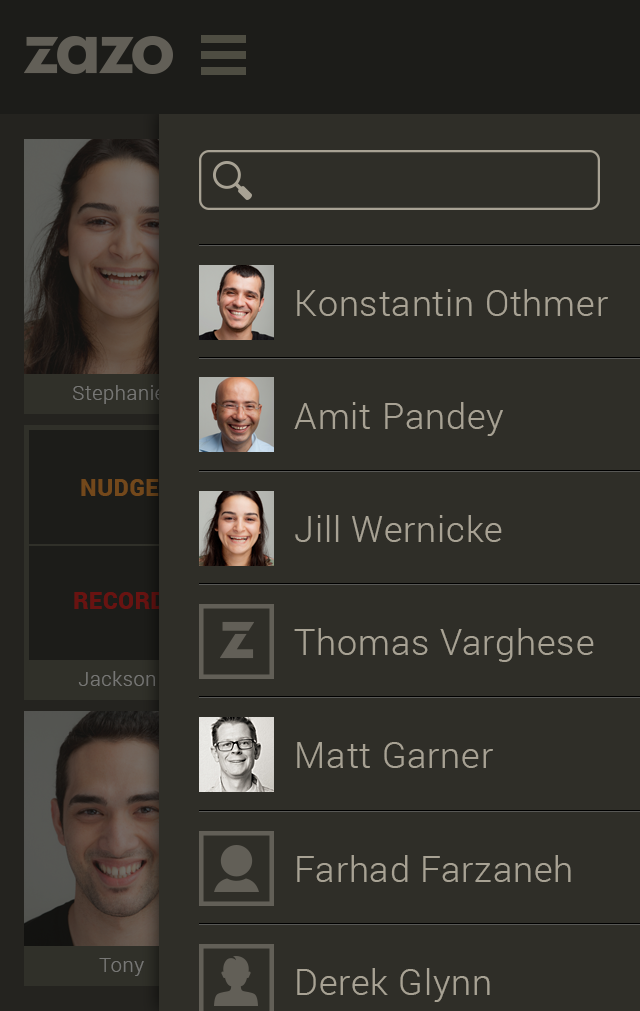 zazo
Konstantin Othmer
Amit Pandey
Jill Wernicke
Thomas Varghese
Matt Garner
Farhad Farzaneh
Derek Glynn
Stephanie
NUDGE
RECORD
Jackson
Tony